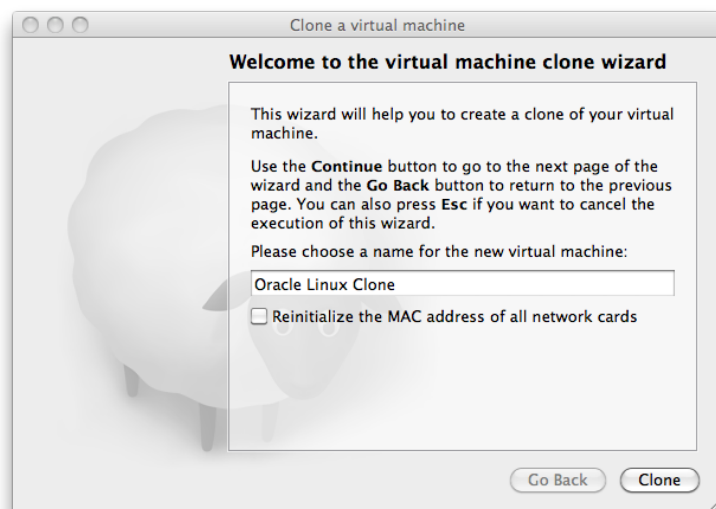 Clone a virtual machine
Welcome to the virtual machine clone wizard
This wizard will help you to create a clone of your virtual
machine.
Use the Continue button to go to the next page of the
wizard and the Go Back button to return to the previous
page. You can also press Esc if you want to cancel the
execution of this wizard.
Please choose a name for the new virtual machine:
Oracle Linux Clone
Reinitialize the MAC address of all network cards
Go Back
Clone